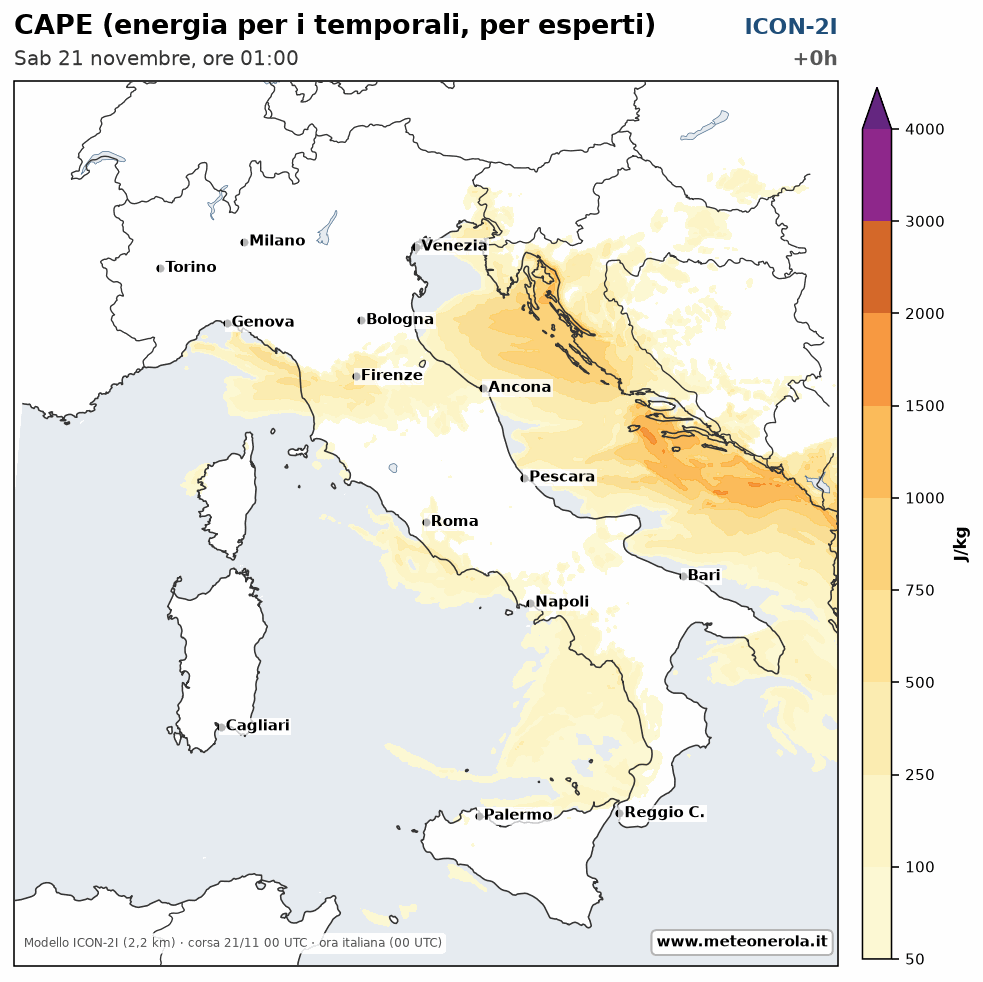 CAPE (energia per i temporali, per esperti)
ICON-2I
Sab 21 novembre, ore 01:00
+0h
4000
3000
2000
1500
1000
750
500
250
100
50
J/kg
Milano
Venezia
Torino
Genova
Bologna
Firenze
Ancona
Pescara
Roma
Bari
Napoli
Cagliari
Palermo
Reggio C.
Modello ICON-2I (2,2 km) · corsa 21/11 00 UTC · ora italiana (00 UTC)
www.meteonerola.it